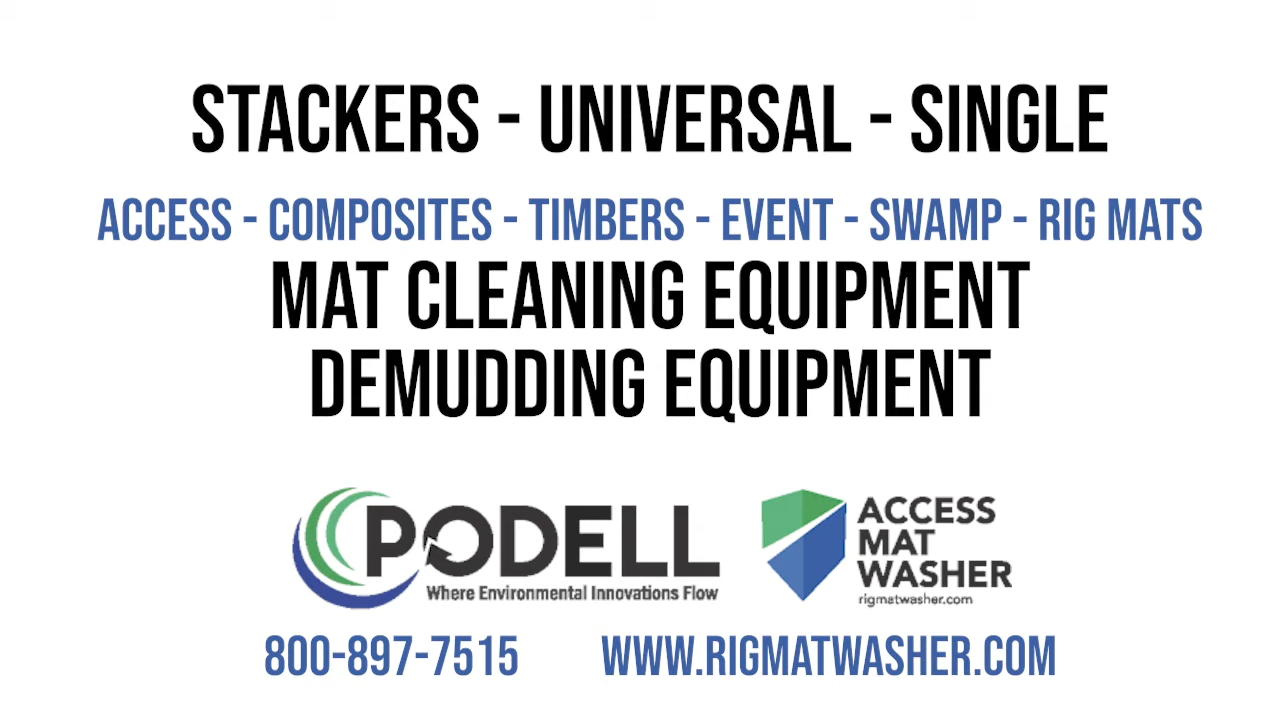 STACKERS - UNIVERSAL - SINGLE
ACCESS - COMPOSITES - TIMBERS - EVENT - SWAMP - RIG MATS
MAT CLEANING EQUIPMENT
DEMUDDING EQUIPMENT
PODELL
Where Environmental Innovations Flow
ACCESS
MAT
WASHER
rigmatwasher.com
800-897-7515
WWW.RIGMATWASHER.COM